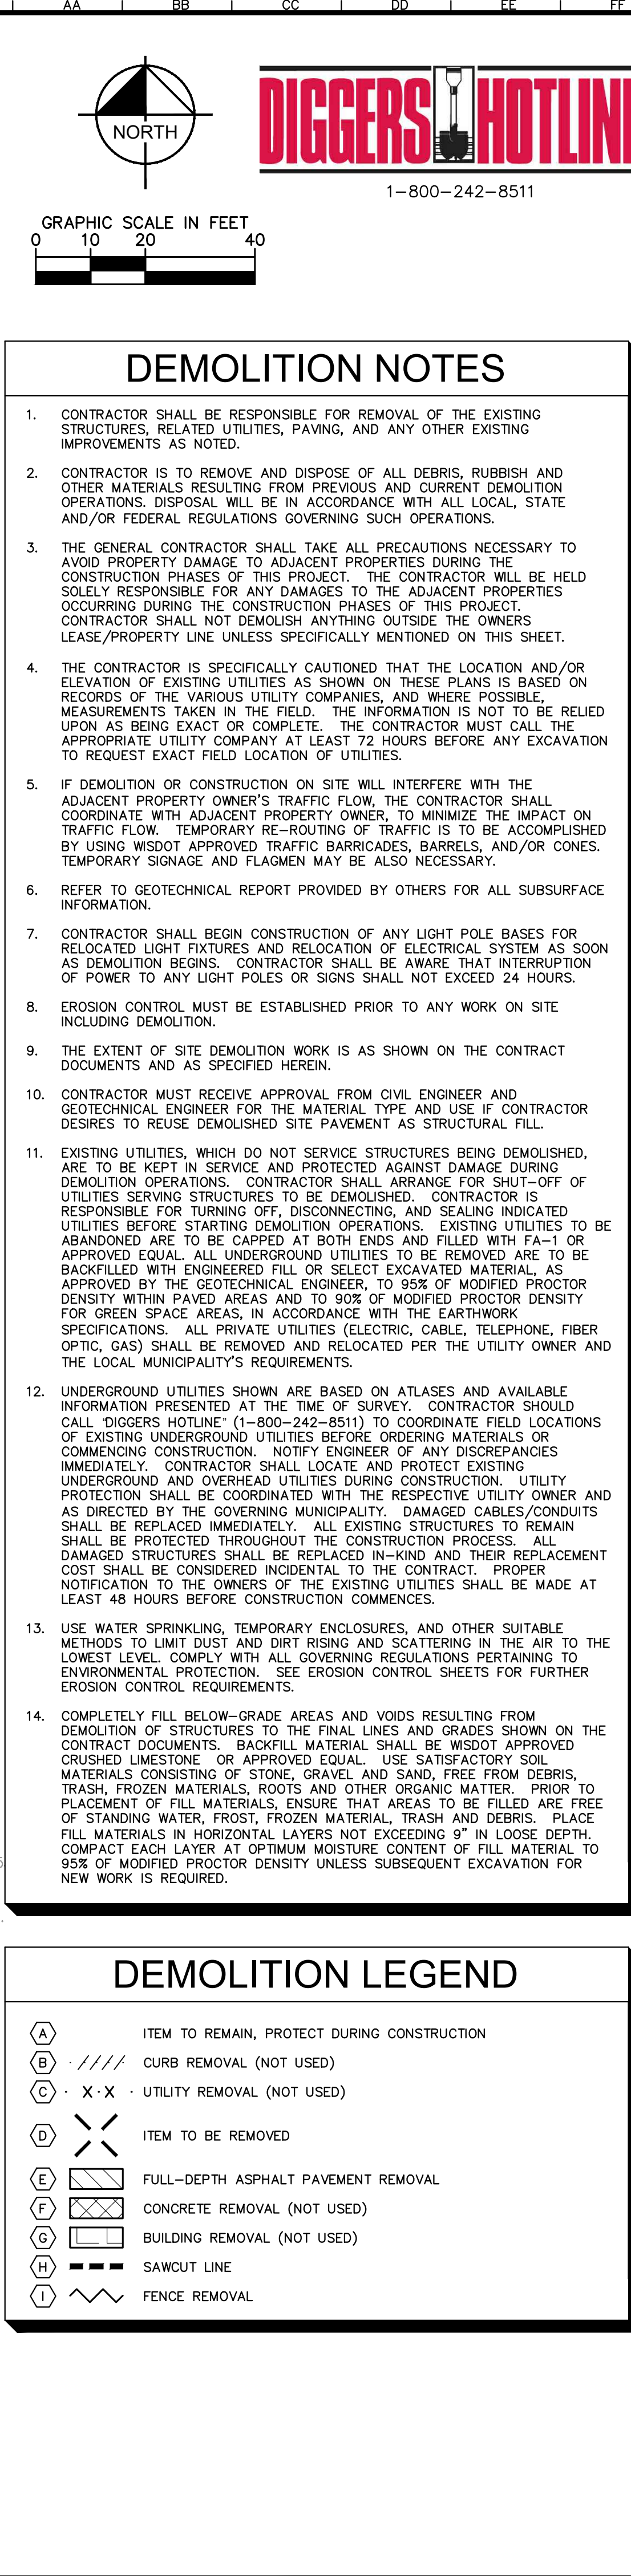 AA BB CC DD EE FF
DIGGERS HOTLIN
NORTH
1-800-242-8511
GRAPHIC SCALE IN FEET
0 10 20 40
DEMOLITION NOTES
1. CONTRACTOR SHALL BE RESPONSIBLE FOR REMOVAL OF THE EXISTING
STRUCTURES, RELATED UTILITIES, PAVING, AND ANY OTHER EXISTING
IMPROVEMENTS AS NOTED.
2. CONTRACTOR IS TO REMOVE AND DISPOSE OF ALL DEBRIS, RUBBISH AND
OTHER MATERIALS RESULTING FROM PREVIOUS AND CURRENT DEMOLITION
OPERATIONS. DISPOSAL WILL BE IN ACCORDANCE WITH ALL LOCAL, STATE
AND/OR FEDERAL REGULATIONS GOVERNING SUCH OPERATIONS.
3. THE GENERAL CONTRACTOR SHALL TAKE ALL PRECAUTIONS NECESSARY TO
AVOID PROPERTY DAMAGE TO ADJACENT PROPERTIES DURING THE
CONSTRUCTION PHASES OF THIS PROJECT. THE CONTRACTOR WILL BE HELD
SOLELY RESPONSIBLE FOR ANY DAMAGES TO THE ADJACENT PROPERTIES
OCCURRING DURING THE CONSTRUCTION PHASES OF THIS PROJECT.
CONTRACTOR SHALL NOT DEMOLISH ANYTHING OUTSIDE THE OWNERS
LEASE/PROPERTY LINE UNLESS SPECIFICALLY MENTIONED ON THIS SHEET.
4. THE CONTRACTOR IS SPECIFICALLY CAUTIONED THAT THE LOCATION AND/OR
ELEVATION OF EXISTING UTILITIES AS SHOWN ON THESE PLANS IS BASED ON
RECORDS OF THE VARIOUS UTILITY COMPANIES, AND WHERE POSSIBLE,
MEASUREMENTS TAKEN IN THE FIELD. THE INFORMATION IS NOT TO BE RELIED
UPON AS BEING EXACT OR COMPLETE. THE CONTRACTOR MUST CALL THE
APPROPRIATE UTILITY COMPANY AT LEAST 72 HOURS BEFORE ANY EXCAVATION
TO REQUEST EXACT FIELD LOCATION OF UTILITIES.
5. IF DEMOLITION OR CONSTRUCTION ON SITE WILL INTERFERE WITH THE
ADJACENT PROPERTY OWNER'S TRAFFIC FLOW, THE CONTRACTOR SHALL
COORDINATE WITH ADJACENT PROPERTY OWNER, TO MINIMIZE THE IMPACT ON
TRAFFIC FLOW. TEMPORARY RE-ROUTING OF TRAFFIC IS TO BE ACCOMPLISHED
BY USING WISDOT APPROVED TRAFFIC BARRICADES, BARRELS, AND/OR CONES.
TEMPORARY SIGNAGE AND FLAGMEN MAY BE ALSO NECESSARY.
6. REFER TO GEOTECHNICAL REPORT PROVIDED BY OTHERS FOR ALL SUBSURFACE
INFORMATION.
7. CONTRACTOR SHALL BEGIN CONSTRUCTION OF ANY LIGHT POLE BASES FOR
RELOCATED LIGHT FIXTURES AND RELOCATION OF ELECTRICAL SYSTEM AS SOON
AS DEMOLITION BEGINS. CONTRACTOR SHALL BE AWARE THAT INTERRUPTION
OF POWER TO ANY LIGHT POLES OR SIGNS SHALL NOT EXCEED 24 HOURS.
8. EROSION CONTROL MUST BE ESTABLISHED PRIOR TO ANY WORK ON SITE
INCLUDING DEMOLITION.
9. THE EXTENT OF SITE DEMOLITION WORK IS AS SHOWN ON THE CONTRACT
DOCUMENTS AND AS SPECIFIED HEREIN.
10. CONTRACTOR MUST RECEIVE APPROVAL FROM CIVIL ENGINEER AND
GEOTECHNICAL ENGINEER FOR THE MATERIAL TYPE AND USE IF CONTRACTOR
DESIRES TO REUSE DEMOLISHED SITE PAVEMENT AS STRUCTURAL FILL.
11. EXISTING UTILITIES, WHICH DO NOT SERVICE STRUCTURES BEING DEMOLISHED,
ARE TO BE KEPT IN SERVICE AND PROTECTED AGAINST DAMAGE DURING
DEMOLITION OPERATIONS. CONTRACTOR SHALL ARRANGE FOR SHUT-OFF OF
UTILITIES SERVING STRUCTURES TO BE DEMOLISHED. CONTRACTOR IS
RESPONSIBLE FOR TURNING OFF, DISCONNECTING, AND SEALING INDICATED
UTILITIES BEFORE STARTING DEMOLITION OPERATIONS. EXISTING UTILITIES TO BE
ABANDONED ARE TO BE CAPPED AT BOTH ENDS AND FILLED WITH FA-1 OR
APPROVED EQUAL. ALL UNDERGROUND UTILITIES TO BE REMOVED ARE TO BE
BACKFILLED WITH ENGINEERED FILL OR SELECT EXCAVATED MATERIAL, AS
APPROVED BY THE GEOTECHNICAL ENGINEER, TO 95% OF MODIFIED PROCTOR
DENSITY WITHIN PAVED AREAS AND TO 90% OF MODIFIED PROCTOR DENSITY
FOR GREEN SPACE AREAS, IN ACCORDANCE WITH THE EARTHWORK
SPECIFICATIONS. ALL PRIVATE UTILITIES (ELECTRIC, CABLE, TELEPHONE, FIBER
OPTIC, GAS) SHALL BE REMOVED AND RELOCATED PER THE UTILITY OWNER AND
THE LOCAL MUNICIPALITY'S REQUIREMENTS.
12. UNDERGROUND UTILITIES SHOWN ARE BASED ON ATLASES AND AVAILABLE
INFORMATION PRESENTED AT THE TIME OF SURVEY. CONTRACTOR SHOULD
CALL "DIGGERS HOTLINE" (1-800-242-8511) TO COORDINATE FIELD LOCATIONS
OF EXISTING UNDERGROUND UTILITIES BEFORE ORDERING MATERIALS OR
COMMENCING CONSTRUCTION. NOTIFY ENGINEER OF ANY DISCREPANCIES
IMMEDIATELY. CONTRACTOR SHALL LOCATE AND PROTECT EXISTING
UNDERGROUND AND OVERHEAD UTILITIES DURING CONSTRUCTION. UTILITY
PROTECTION SHALL BE COORDINATED WITH THE RESPECTIVE UTILITY OWNER AND
AS DIRECTED BY THE GOVERNING MUNICIPALITY. DAMAGED CABLES/CONDUITS
SHALL BE REPLACED IMMEDIATELY. ALL EXISTING STRUCTURES TO REMAIN
SHALL BE PROTECTED THROUGHOUT THE CONSTRUCTION PROCESS. ALL
DAMAGED STRUCTURES SHALL BE REPLACED IN-KIND AND THEIR REPLACEMENT
COST SHALL BE CONSIDERED INCIDENTAL TO THE CONTRACT. PROPER
NOTIFICATION TO THE OWNERS OF THE EXISTING UTILITIES SHALL BE MADE AT
LEAST 48 HOURS BEFORE CONSTRUCTION COMMENCES.
13. USE WATER SPRINKLING, TEMPORARY ENCLOSURES, AND OTHER SUITABLE
METHODS TO LIMIT DUST AND DIRT RISING AND SCATTERING IN THE AIR TO THE
LOWEST LEVEL. COMPLY WITH ALL GOVERNING REGULATIONS PERTAINING TO
ENVIRONMENTAL PROTECTION. SEE EROSION CONTROL SHEETS FOR FURTHER
EROSION CONTROL REQUIREMENTS.
14. COMPLETELY FILL BELOW-GRADE AREAS AND VOIDS RESULTING FROM
DEMOLITION OF STRUCTURES TO THE FINAL LINES AND GRADES SHOWN ON THE
CONTRACT DOCUMENTS. BACKFILL MATERIAL SHALL BE WISDOT APPROVED
CRUSHED LIMESTONE OR APPROVED EQUAL. USE SATISFACTORY SOIL
MATERIALS CONSISTING OF STONE, GRAVEL AND SAND, FREE FROM DEBRIS,
TRASH, FROZEN MATERIALS, ROOTS AND OTHER ORGANIC MATTER. PRIOR TO
PLACEMENT OF FILL MATERIALS, ENSURE THAT AREAS TO BE FILLED ARE FREE
OF STANDING WATER, FROST, FROZEN MATERIAL, TRASH AND DEBRIS. PLACE
FILL MATERIALS IN HORIZONTAL LAYERS NOT EXCEEDING 9" IN LOOSE DEPTH.
COMPACT EACH LAYER AT OPTIMUM MOISTURE CONTENT OF FILL MATERIAL TO
95% OF MODIFIED PROCTOR DENSITY UNLESS SUBSEQUENT EXCAVATION FOR
NEW WORK IS REQUIRED.
DEMOLITION LEGEND
A ITEM TO REMAIN, PROTECT DURING CONSTRUCTION
B CURB REMOVAL (NOT USED)
C X X UTILITY REMOVAL (NOT USED)
D ITEM TO BE REMOVED
E FULL-DEPTH ASPHALT PAVEMENT REMOVAL
F CONCRETE REMOVAL (NOT USED)
G BUILDING REMOVAL (NOT USED)
H SAWCUT LINE
I FENCE REMOVAL